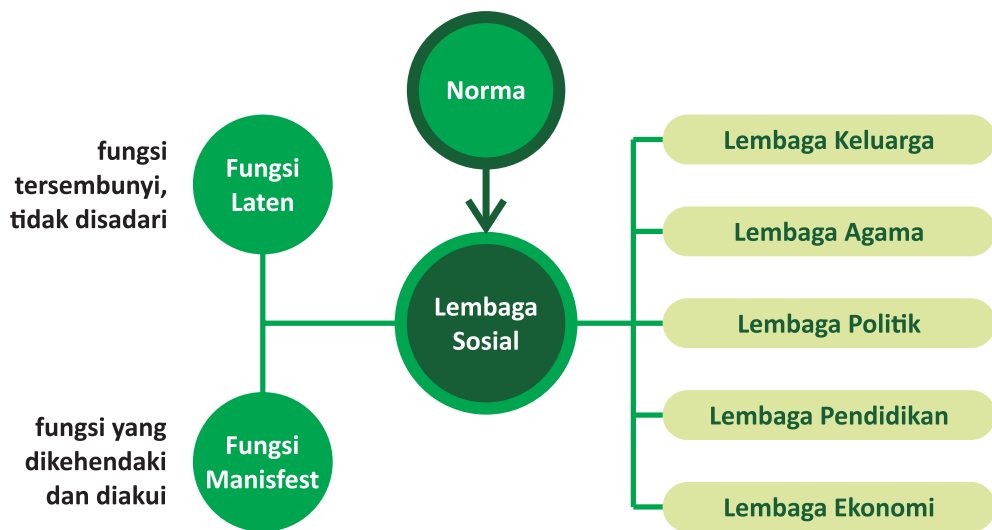 Norma
fungsi
tersembunyi,
tidak disadari
Fungsi
Laten
Lembaga
Sosial
fungsi yang
dikehendaki
dan diakui
Fungsi
Manisfest
Lembaga Keluarga
Lembaga Agama
Lembaga Politik
Lembaga Pendidikan
Lembaga Ekonomi